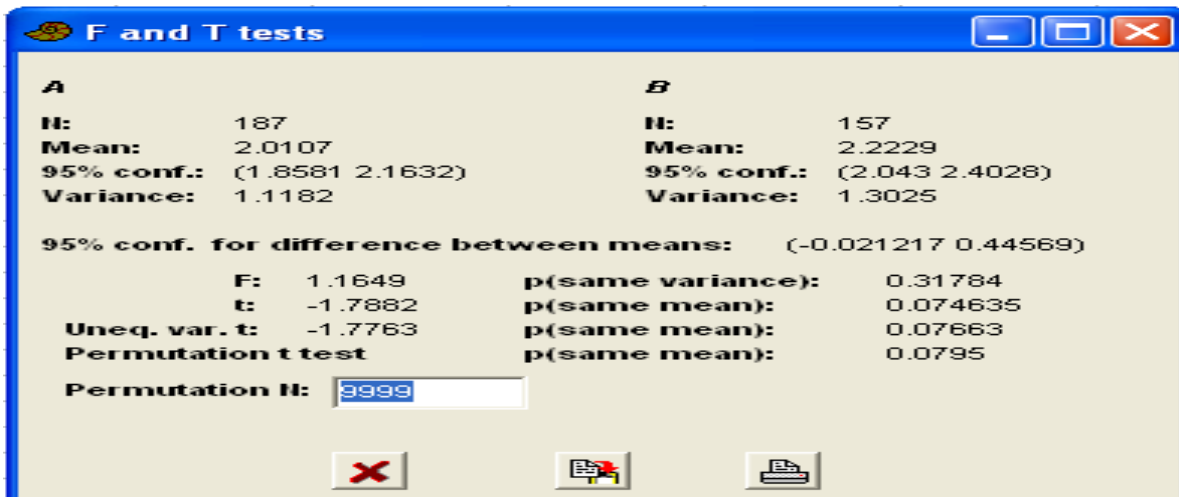 F and T tests
A B
N: 187 N: 157
Mean: 2.0107 Mean: 2.2229
95% conf.: (1.8581 2.1632) 95% conf.: (2.043 2.4028)
Variance: 1.1182 Variance: 1.3025
95% conf. for difference between means: (-0.021217 0.44569)
F: 1.1649 p(same variance): 0.31784
t: -1.7882 p(same mean): 0.074635
Uneq. var. t: -1.7763 p(same mean): 0.07663
Permutation t test p(same mean): 0.0795
Permutation N: 9999